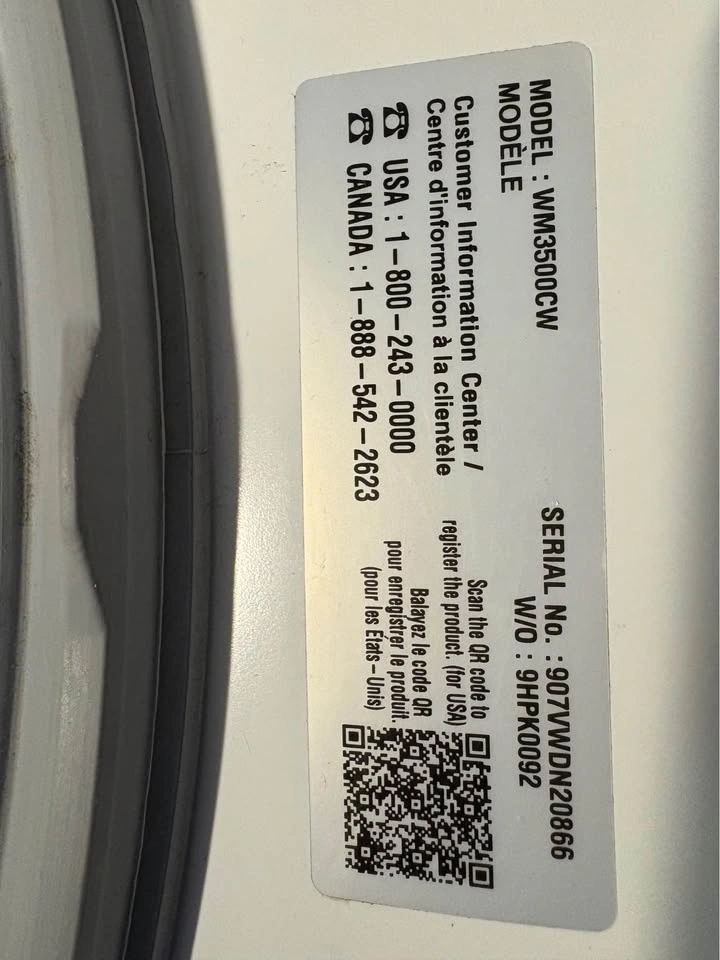 MODEL : WM3500CW
MODÈLE
SERIAL No. : 907VWDN20866
W/O : 9HPK0092
Customer Information Center /
Centre d'information à la clientèle
☎ USA : 1-800-243-0000
☎ CANADA : 1-888-542-2623
Scan the QR code to
register the product. (for USA)
Balayez le code QR
pour enregistrer le produit.
(pour les États-Unis)